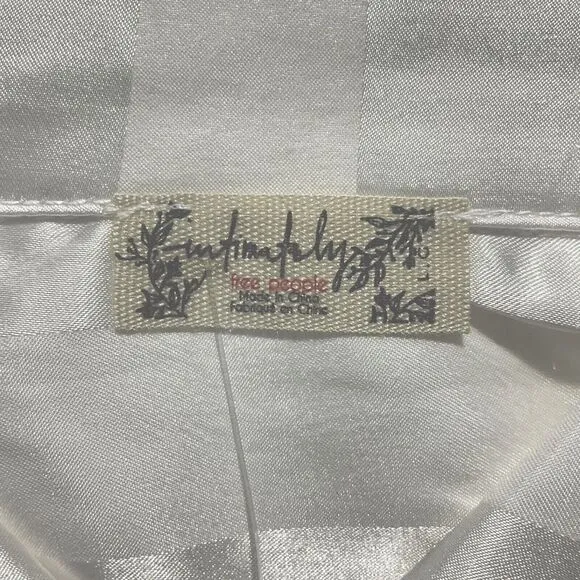 intimately
free people
Made in China
Fabriqué en Chine
L